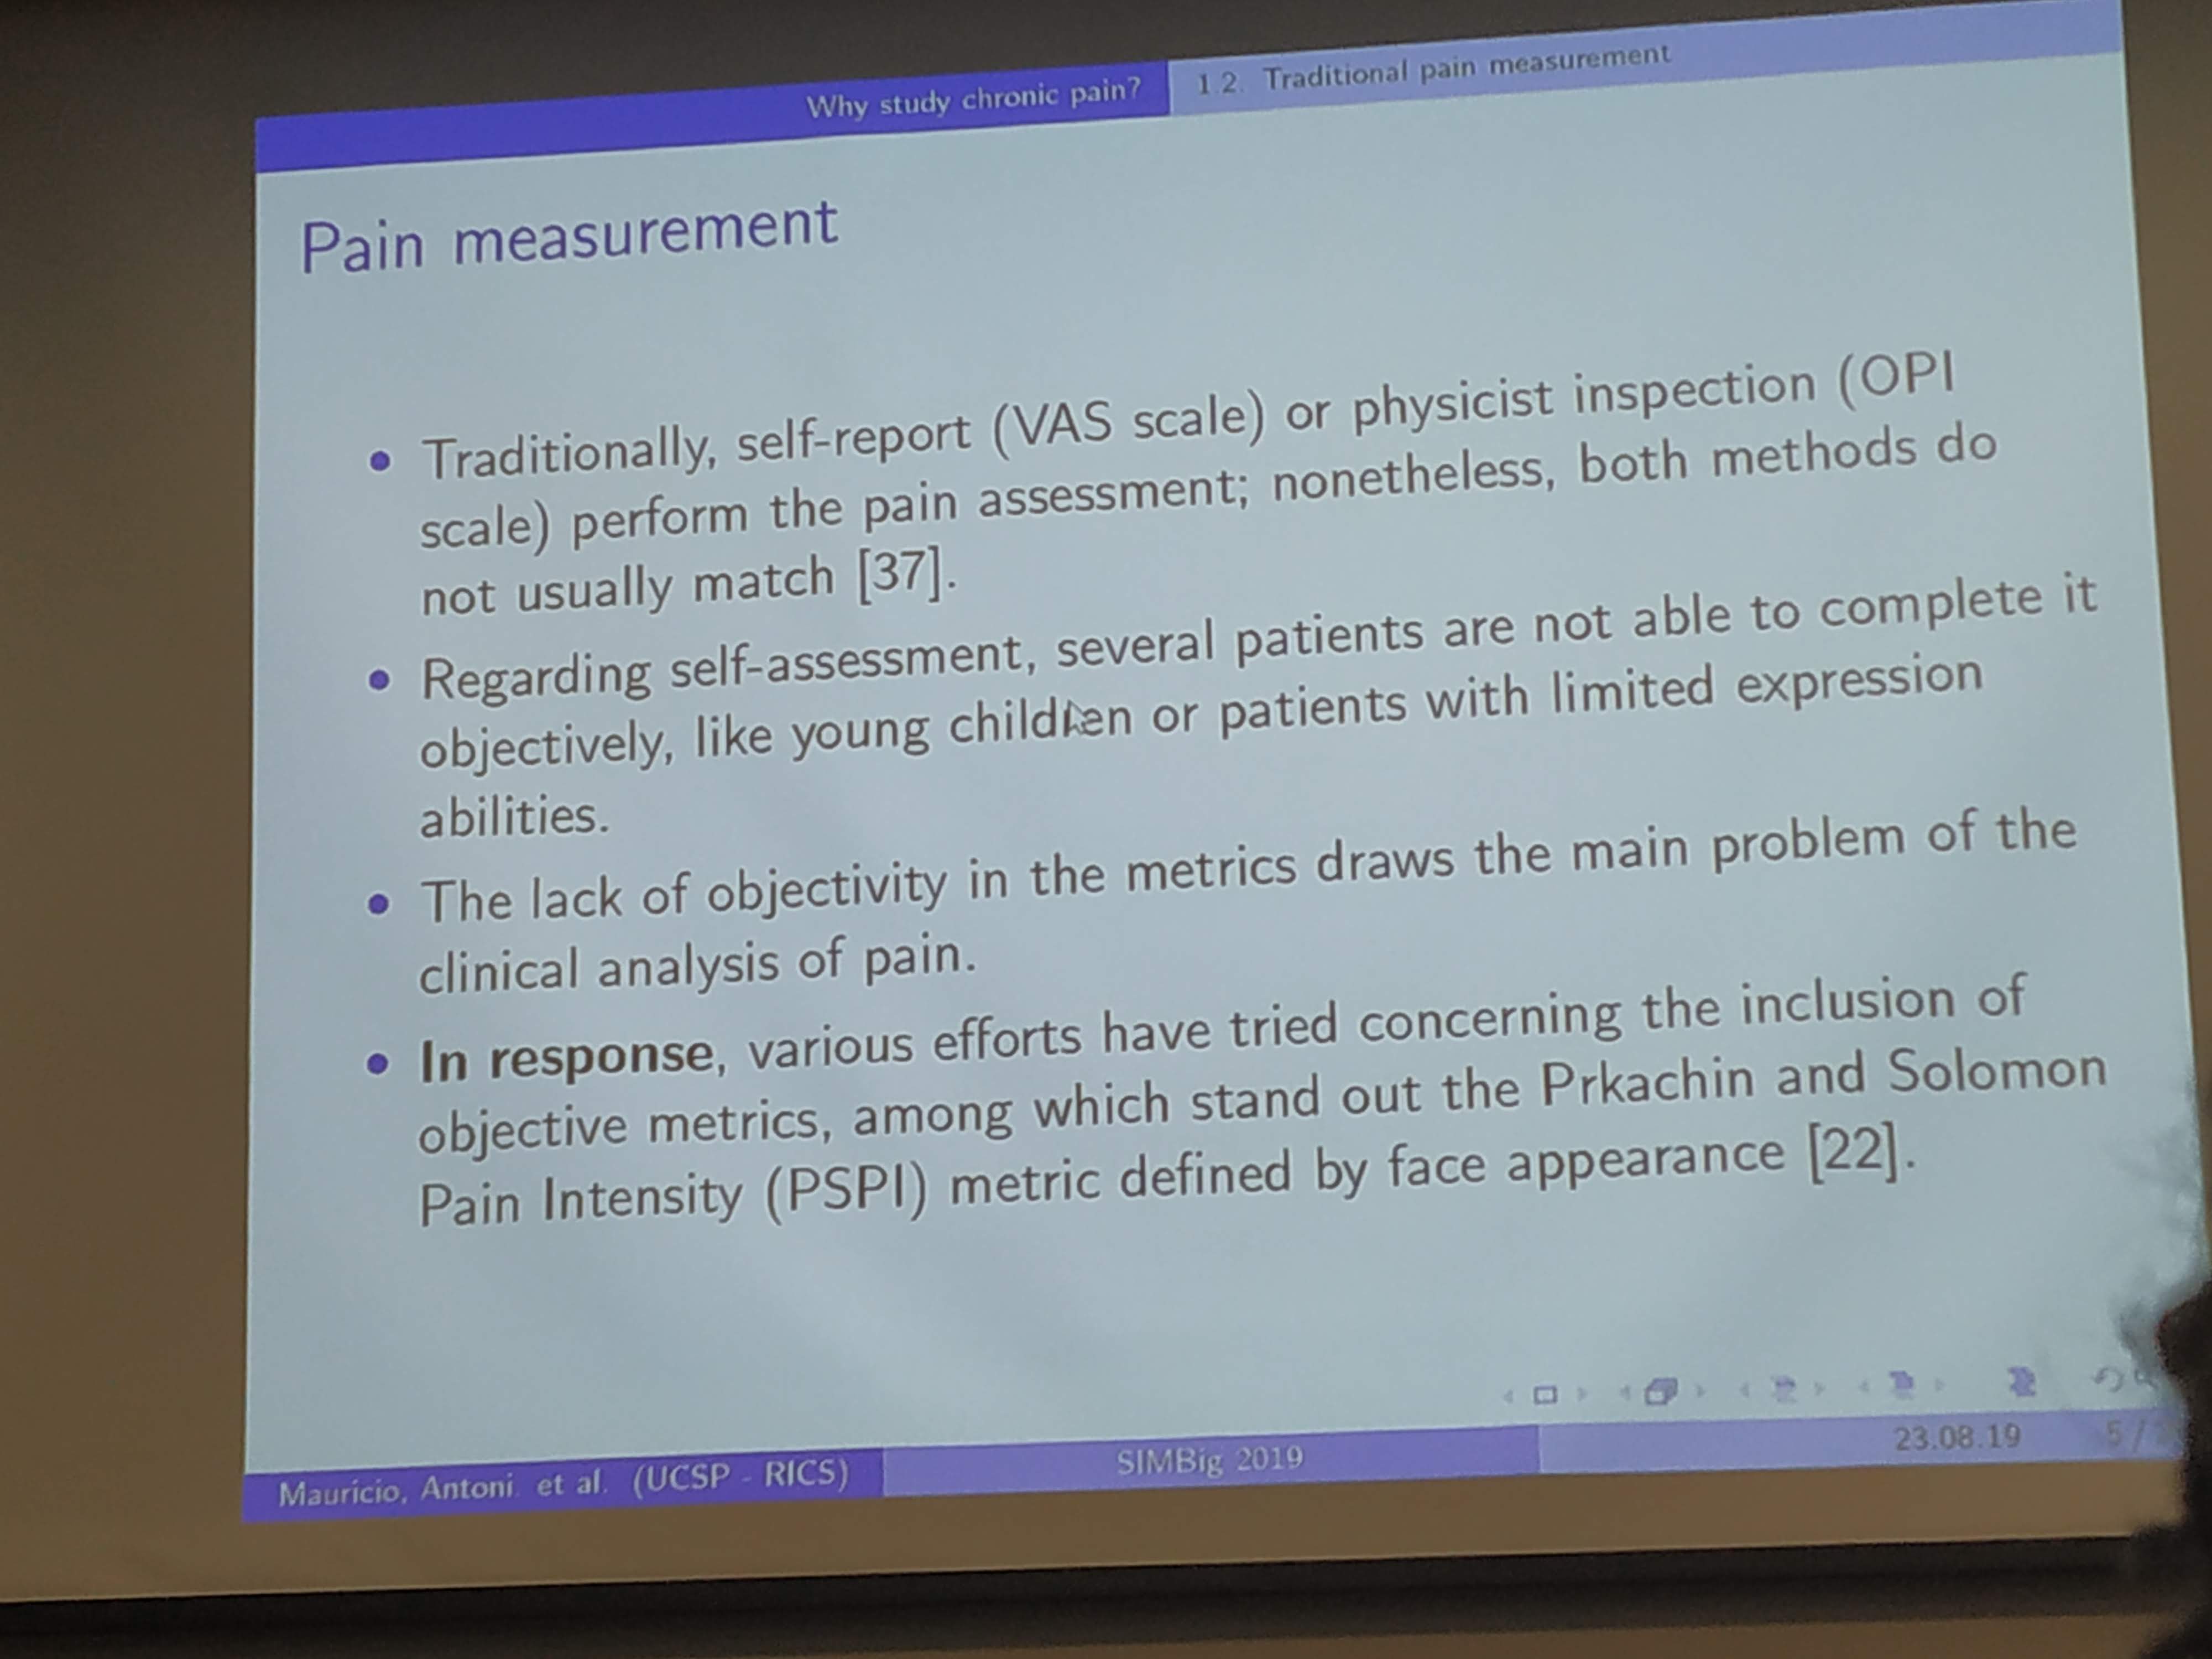 Why study chronic pain?
1.2. Traditional pain measurement
Pain measurement
• Traditionally, self-report (VAS scale) or physicist inspection (OPI
scale) perform the pain assessment; nonetheless, both methods do
not usually match [37].
• Regarding self-assessment, several patients are not able to complete it
objectively, like young children or patients with limited expression
abilities.
• The lack of objectivity in the metrics draws the main problem of the
clinical analysis of pain.
• In response, various efforts have tried concerning the inclusion of
objective metrics, among which stand out the Prkachin and Solomon
Pain Intensity (PSPI) metric defined by face appearance [22].
Mauricio, Antoni et al. (UCSP - RICS)
SIMBig 2019
23.08.19
5 /